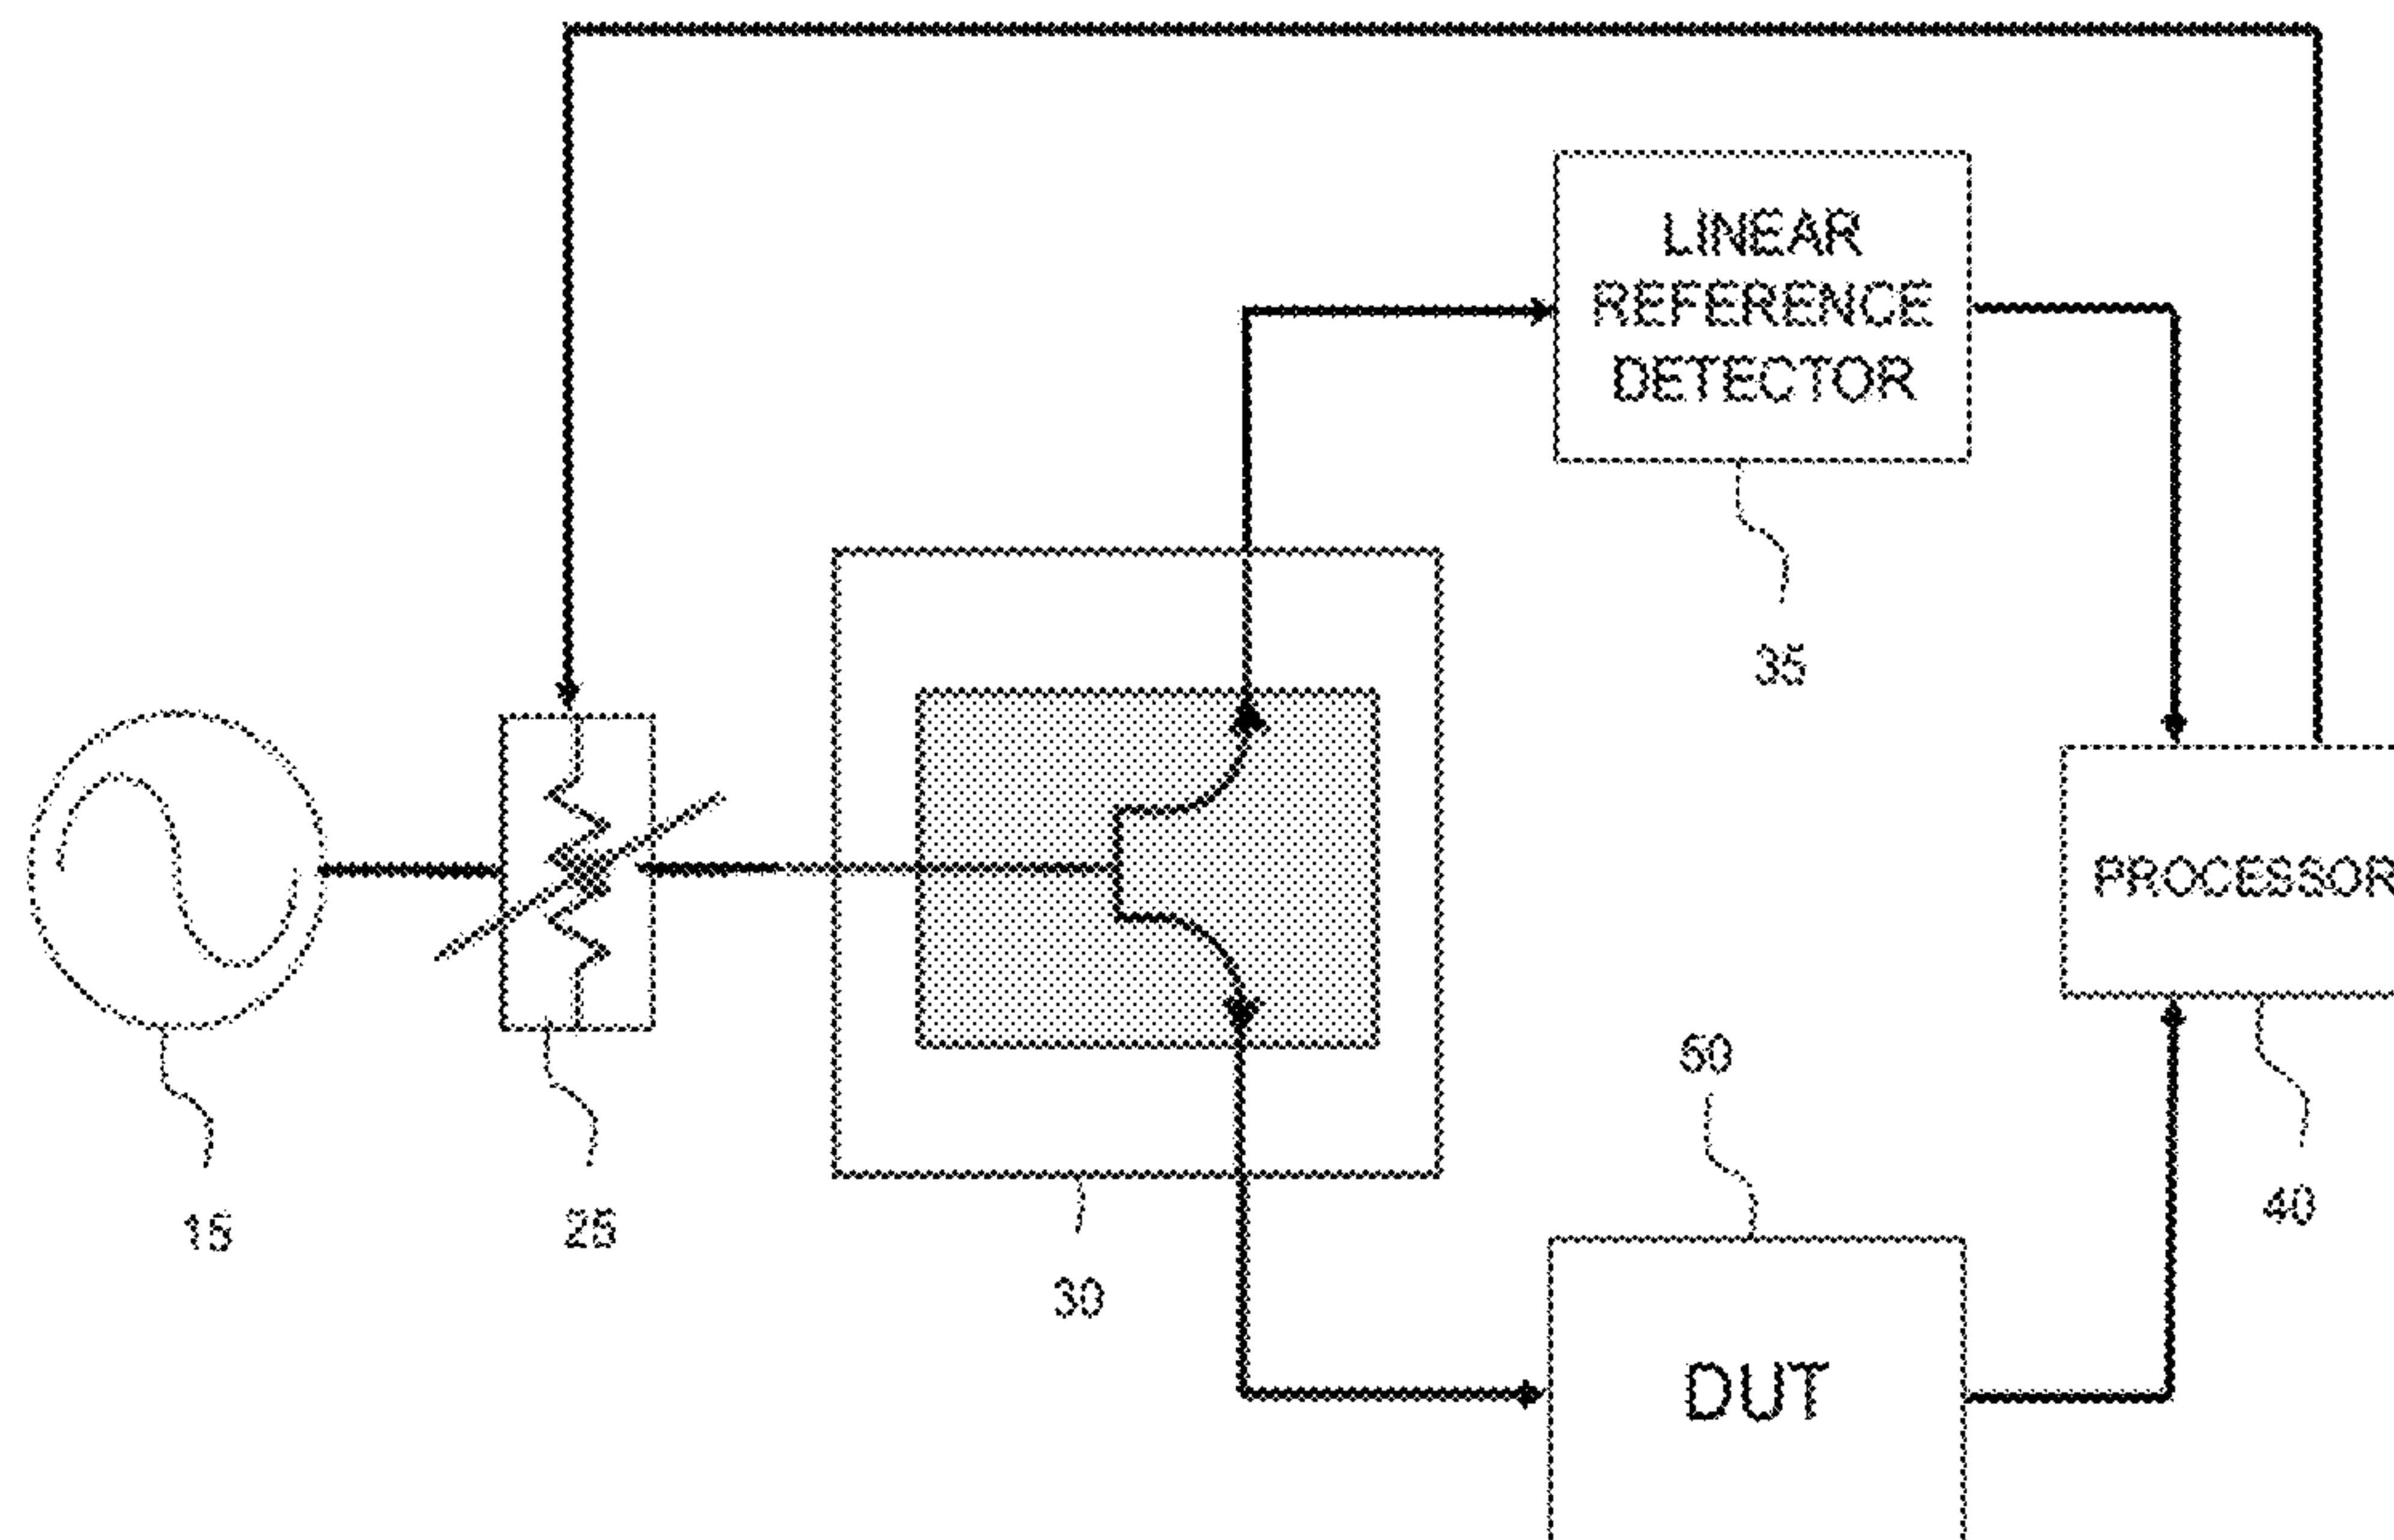 LINEAR
REFERENCE
DETECTOR
35
PROCESSOR
50
15
25
40
30
DUT